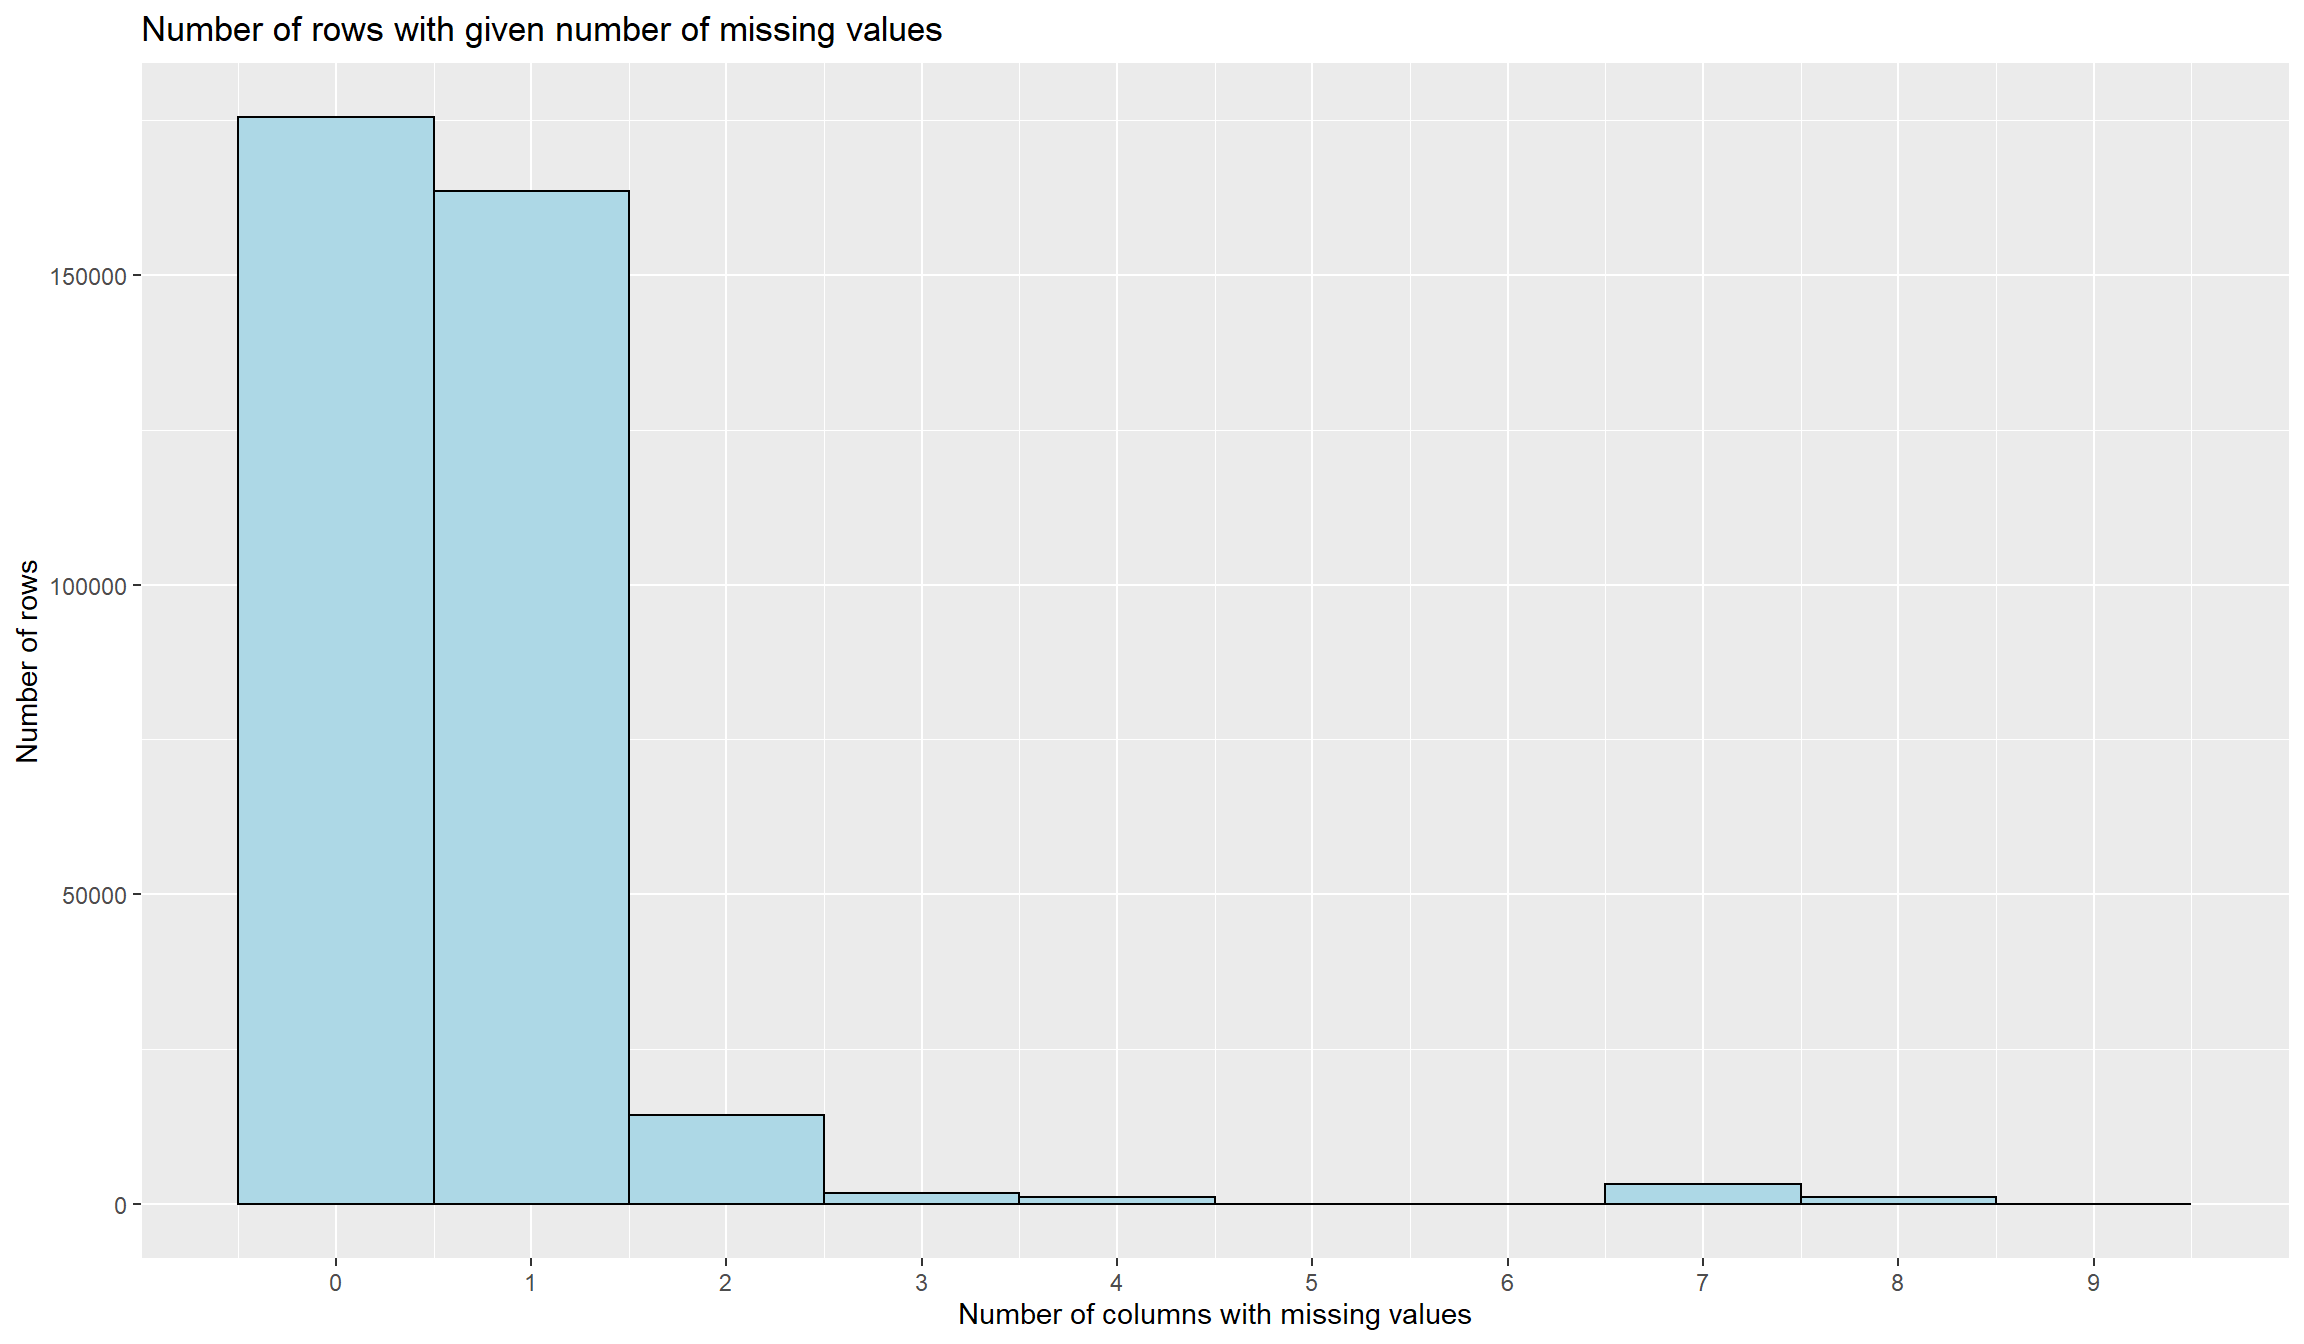 Number of rows with given number of missing values
Number of rows
150000
100000
50000
0
0 1 2 3 4 5 6 7 8 9
Number of columns with missing values